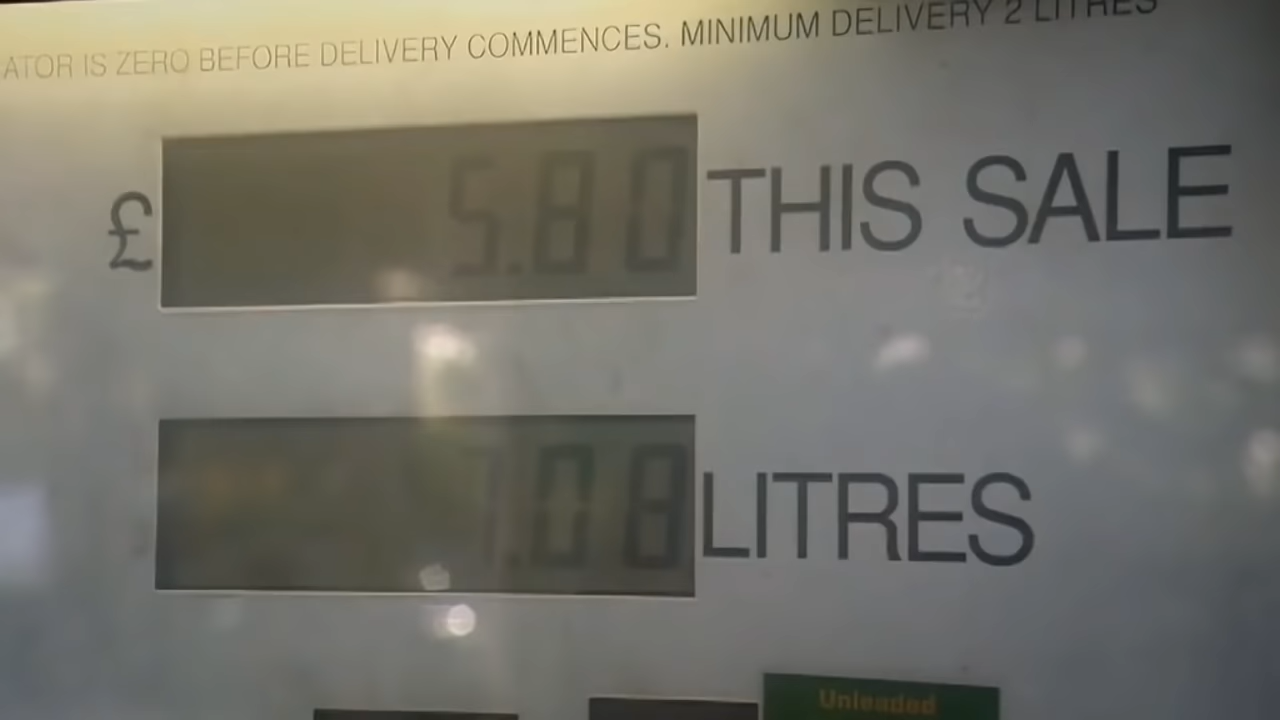 ATOR IS ZERO BEFORE DELIVERY COMMENCES. MINIMUM DELIVERY 2 LITRES
£ 5.80 THIS SALE
1.08 LITRES
Unleaded